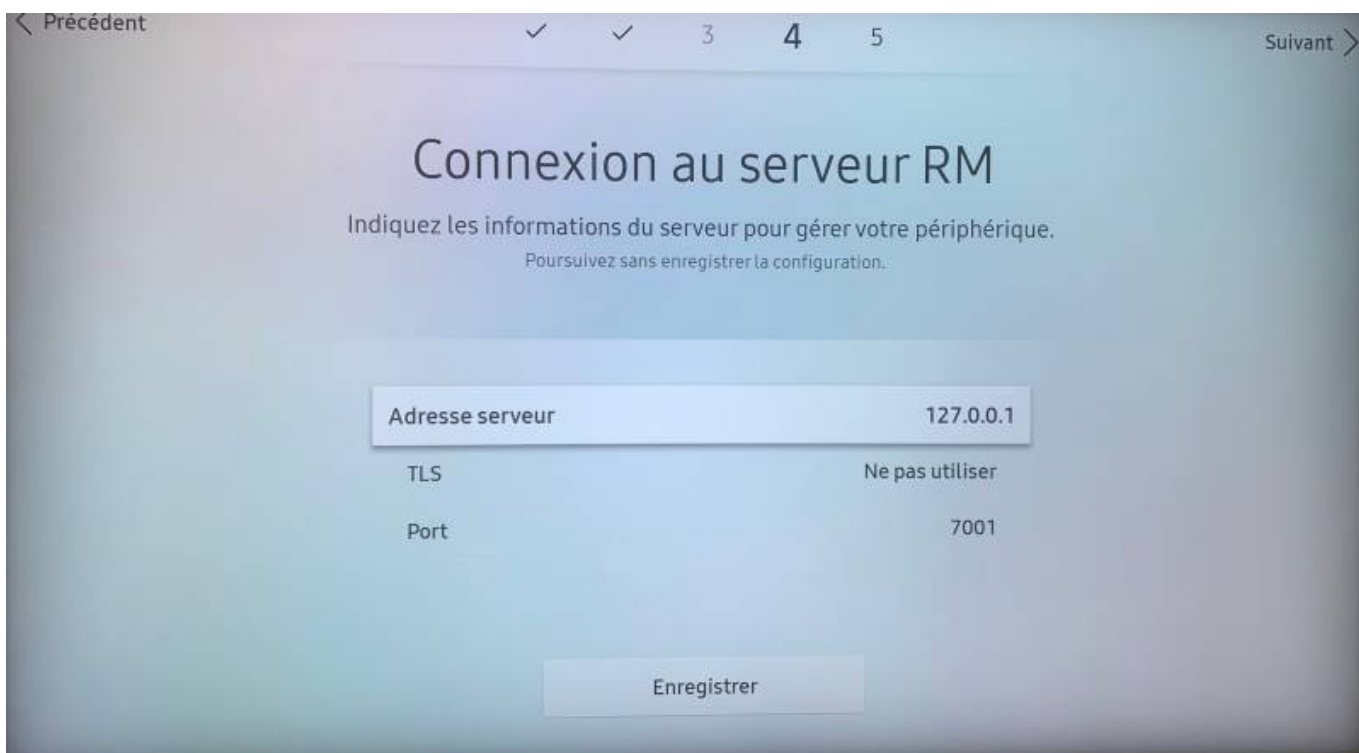 Précédent
3 4 5
Suivant
Connexion au serveur RM
Indiquez les informations du serveur pour gérer votre périphérique.
Poursuivez sans enregistrer la configuration.
Adresse serveur 127.0.0.1
TLS Ne pas utiliser
Port 7001
Enregistrer